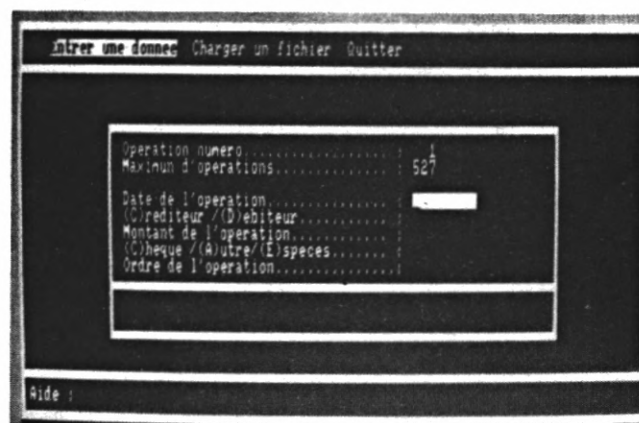 Entrer une donnee Charger un fichier Quitter
Operation numero.................: 1
Maximun d'operations.............: 527
Date de l'operation..............:
(C)rediteur /(D)ebiteur..........:
Montant de l'operation...........:
(C)heque /(A)utre/(E)speces......:
Ordre de l'operation.............:
Aide :